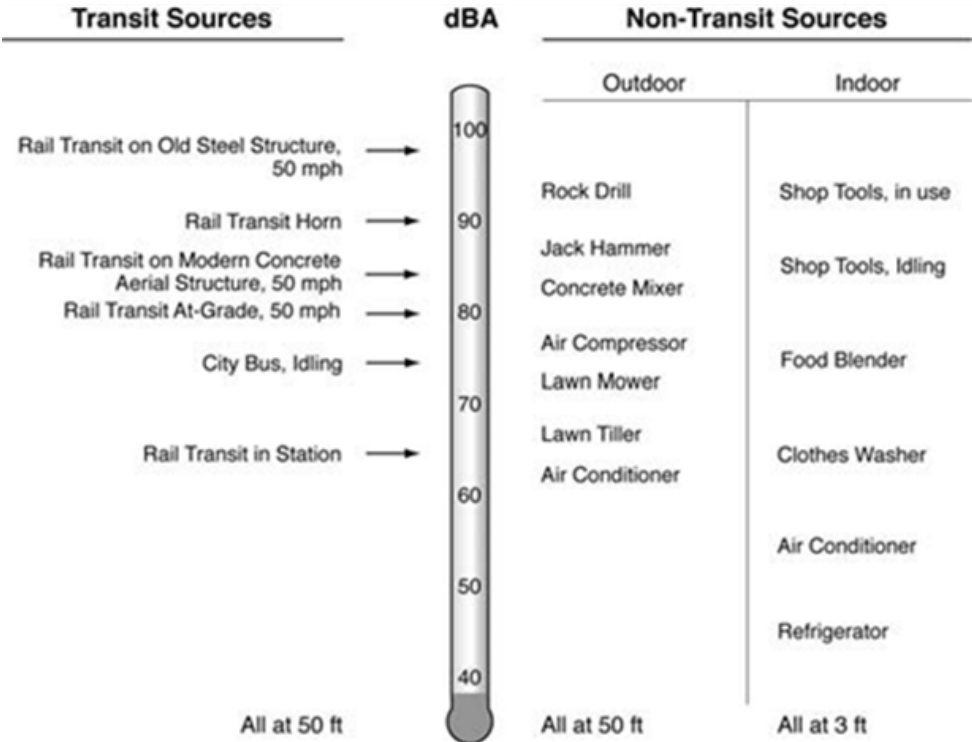 Transit Sources
dBA
Non-Transit Sources
Outdoor
Indoor
100
Rail Transit on Old Steel Structure,
50 mph
Rock Drill
Shop Tools, in use
Rail Transit Horn
90
Jack Hammer
Rail Transit on Modern Concrete
Aerial Structure, 50 mph
Shop Tools, Idling
Concrete Mixer
Rail Transit At-Grade, 50 mph
80
Air Compressor
City Bus, Idling
Food Blender
Lawn Mower
70
Lawn Tiller
Rail Transit in Station
Clothes Washer
Air Conditioner
60
Air Conditioner
50
Refrigerator
40
All at 50 ft
All at 50 ft
All at 3 ft